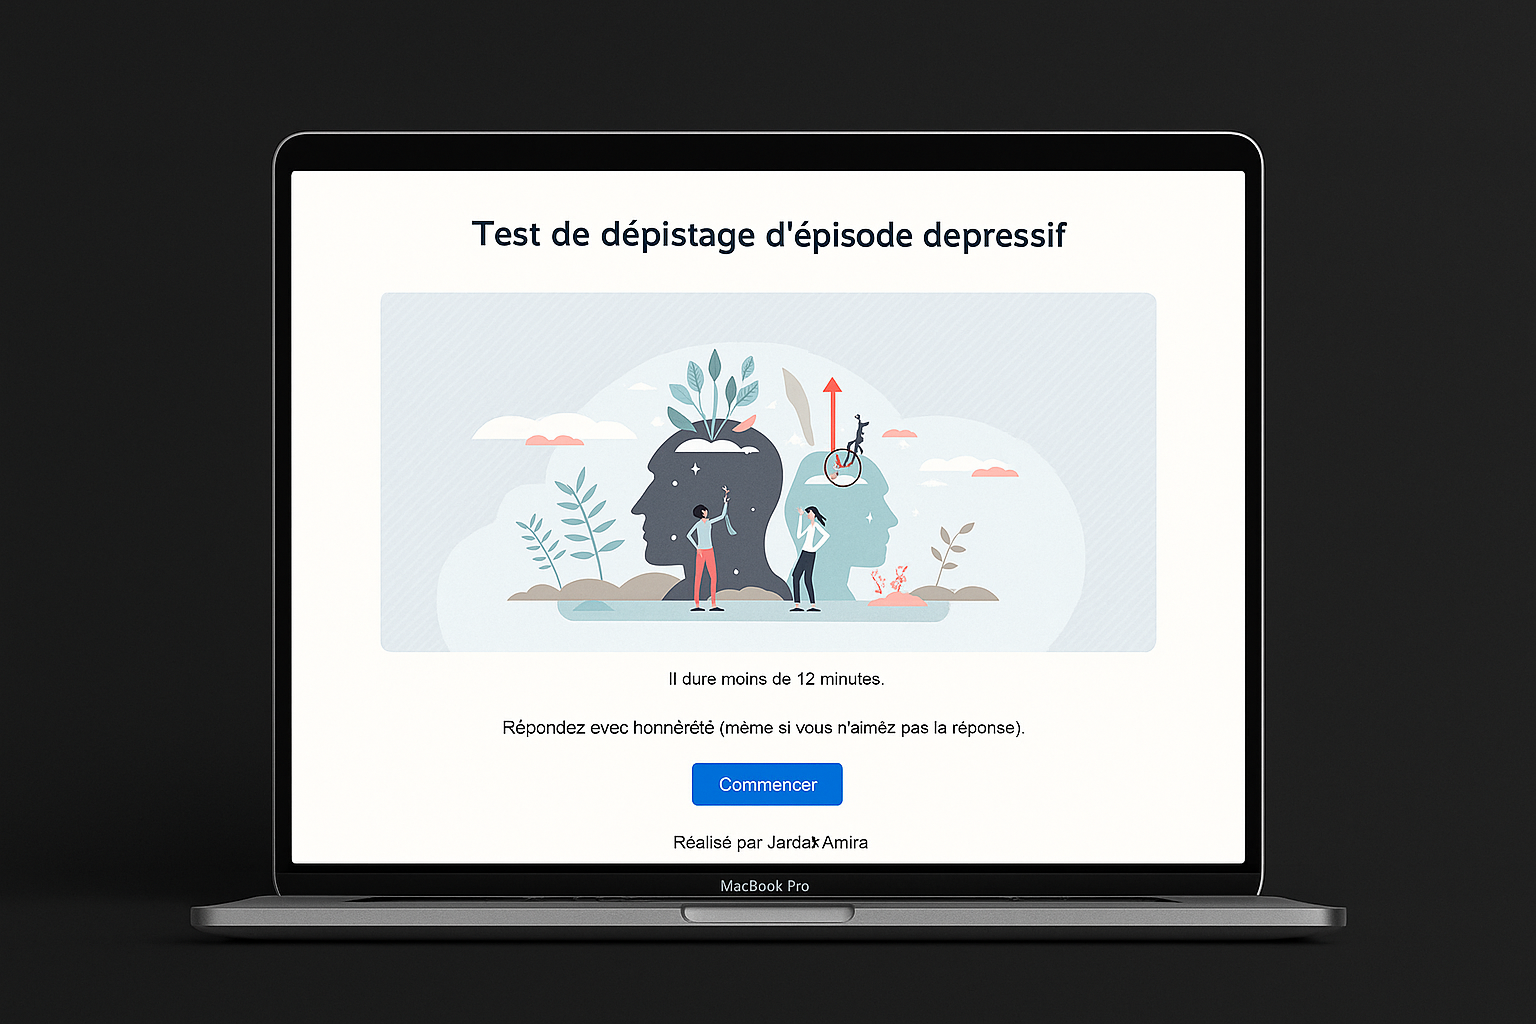 Test de dépistage d'épisode depressif
Il dure moins de 12 minutes.
Répondez evec honnèrété (mème si vous n'aimêz pas la réponse).
Commencer
Réalisé par Jardak Amira
MacBook Pro